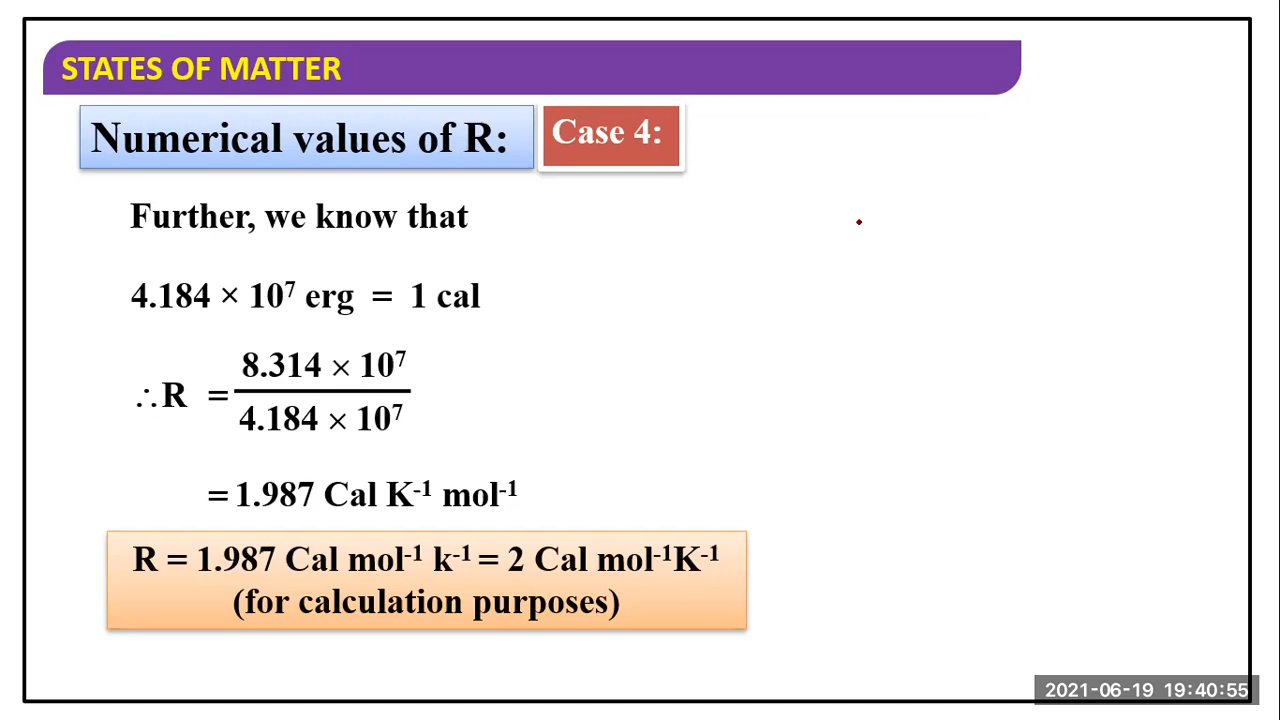 STATES OF MATTER
Numerical values of R:
Case 4:
Further, we know that
4.184 × 10⁷ erg = 1 cal
∴R = 8.314 × 10⁷
4.184 × 10⁷
= 1.987 Cal K⁻¹ mol⁻¹
R = 1.987 Cal mol⁻¹ k⁻¹ = 2 Cal mol⁻¹K⁻¹
(for calculation purposes)
2021-06-19 19:40:55